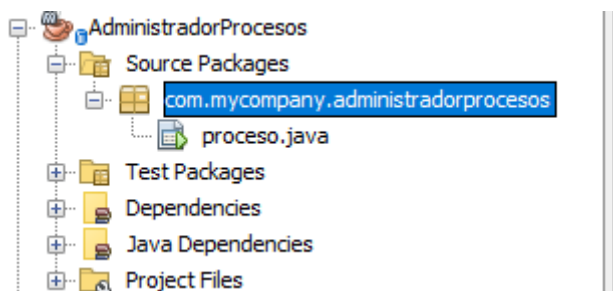 AdministradorProcesos
Source Packages
com.mycompany.administradorprocesos
proceso.java
Test Packages
Dependencies
Java Dependencies
Project Files